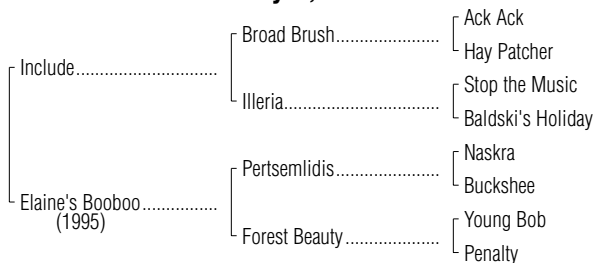 Ack Ack
Broad Brush....................
Hay Patcher
Include............................
Stop the Music
Illeria..............................
Baldski's Holiday
Naskra
Pertsemlidis....................
Buckshee
Elaine's Booboo...............
(1995)
Young Bob
Forest Beauty..................
Penalty